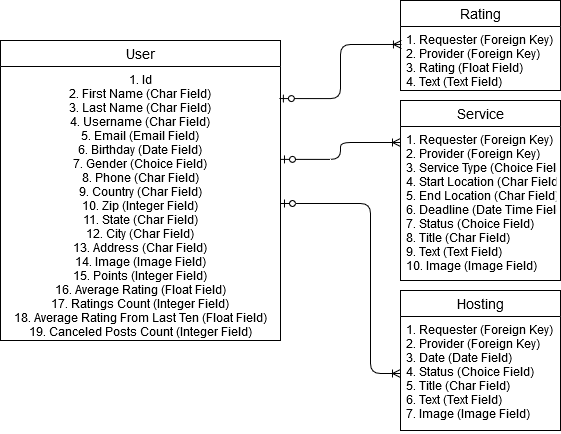 User
1. Id
2. First Name (Char Field)
3. Last Name (Char Field)
4. Username (Char Field)
5. Email (Email Field)
6. Birthday (Date Field)
7. Gender (Choice Field)
8. Phone (Char Field)
9. Country (Char Field)
10. Zip (Integer Field)
11. State (Char Field)
12. City (Char Field)
13. Address (Char Field)
14. Image (Image Field)
15. Points (Integer Field)
16. Average Rating (Float Field)
17. Ratings Count (Integer Field)
18. Average Rating From Last Ten (Float Field)
19. Canceled Posts Count (Integer Field)
Rating
1. Requester (Foreign Key)
2. Provider (Foreign Key)
3. Rating (Float Field)
4. Text (Text Field)
Service
1. Requester (Foreign Key)
2. Provider (Foreign Key)
3. Service Type (Choice Fiel
4. Start Location (Char Field
5. End Location (Char Field)
6. Deadline (Date Time Fiel
7. Status (Choice Field)
8. Title (Char Field)
9. Text (Text Field)
10. Image (Image Field)
Hosting
1. Requester (Foreign Key)
2. Provider (Foreign Key)
3. Date (Date Field)
4. Status (Choice Field)
5. Title (Char Field)
6. Text (Text Field)
7. Image (Image Field)